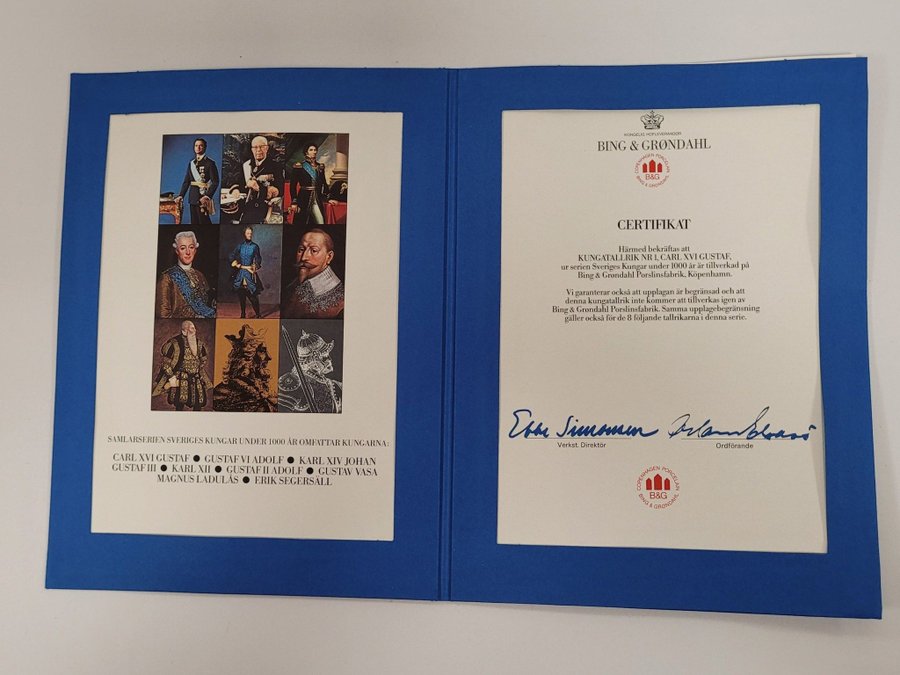 SAMLARSERIEN SVERIGES KUNGAR UNDER 1000 ÅR OMFATTAR KUNGARNA:
CARL XVI GUSTAF ● GUSTAF VI ADOLF ● KARL XIV JOHAN
GUSTAF III ● KARL XII ● GUSTAF II ADOLF ● GUSTAV VASA
MAGNUS LADULÅS ● ERIK SEGERSÄLL
KONGELIG HOFLEVERANDØR
BING & GRØNDAHL
COPENHAGEN PORCELAIN
B&G
BING & GRØNDAHL
CERTIFIKAT
Härmed bekräftas att
KUNGATALLRIK NR 1, CARL XVI GUSTAF,
ur serien Sveriges Kungar under 1000 år är tillverkad på
Bing & Grøndahl Porslinsfabrik, Köpenhamn.
Vi garanterar också att upplagan är begränsad och att
denna kungatallrik inte kommer att tillverkas igen av
Bing & Grøndahl Porslinsfabrik. Samma upplagebegränsning
gäller också för de 8 följande tallrikarna i denna serie.
Ebbe Simonsen
Verkst. Direktör
Ordförande
COPENHAGEN PORCELAIN
B&G
BING & GRØNDAHL